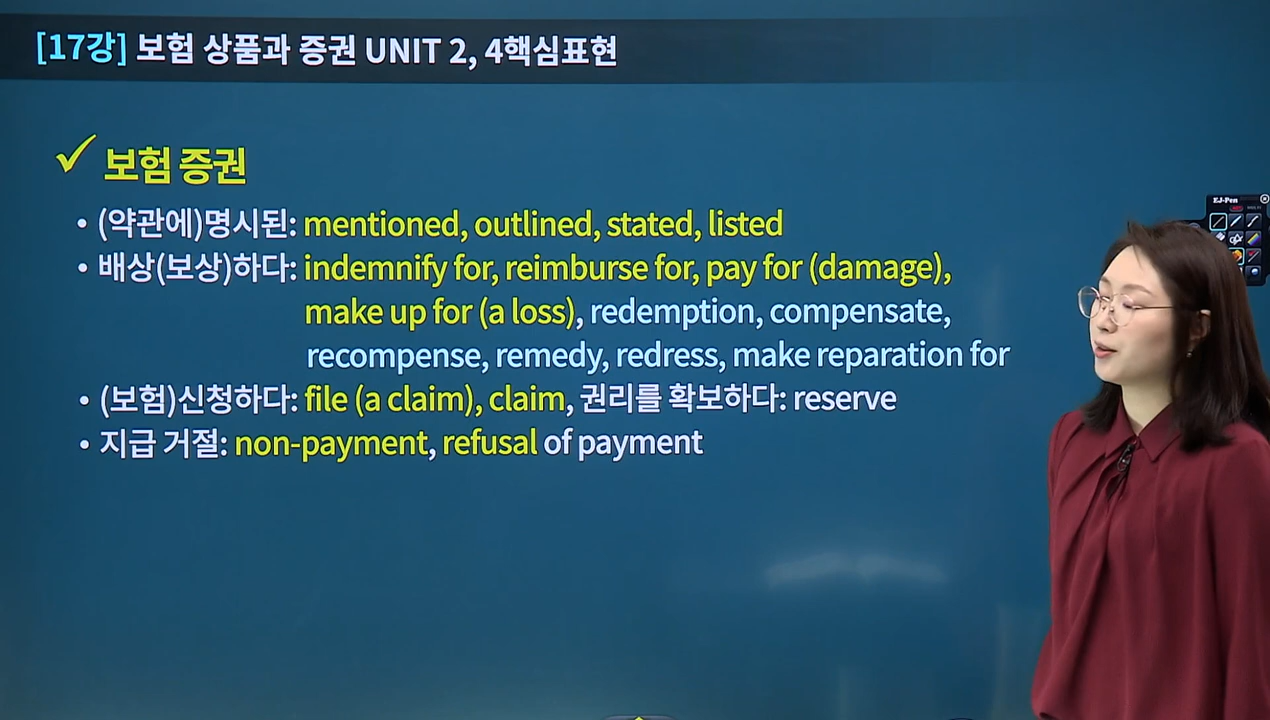 [17강] 보험 상품과 증권 UNIT 2, 4핵심표현
보험 증권
• (약관에)명시된: mentioned, outlined, stated, listed
• 배상(보상)하다: indemnify for, reimburse for, pay for (damage),
make up for (a loss), redemption, compensate,
recompense, remedy, redress, make reparation for
• (보험)신청하다: file (a claim), claim, 권리를 확보하다: reserve
• 지급 거절: non-payment, refusal of payment
EJ-Pen